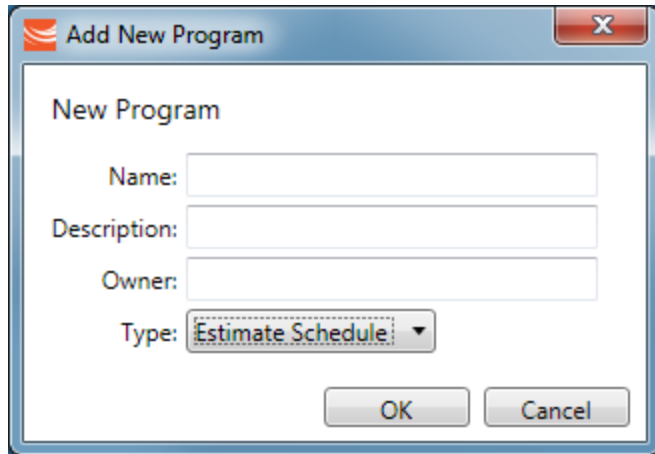 Add New Program
New Program
Name:
Description:
Owner:
Type: Estimate Schedule
OK Cancel